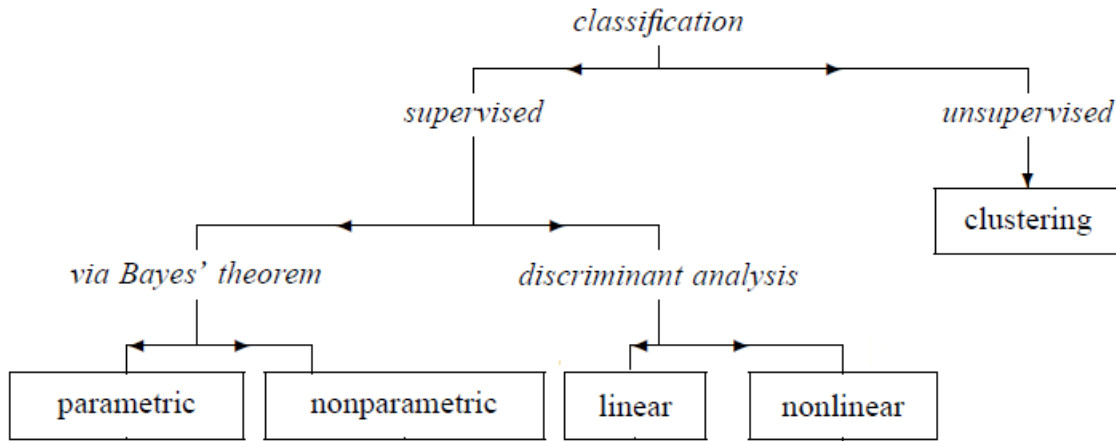 classification
supervised
unsupervised
clustering
via Bayes’ theorem
discriminant analysis
parametric
nonparametric
linear
nonlinear